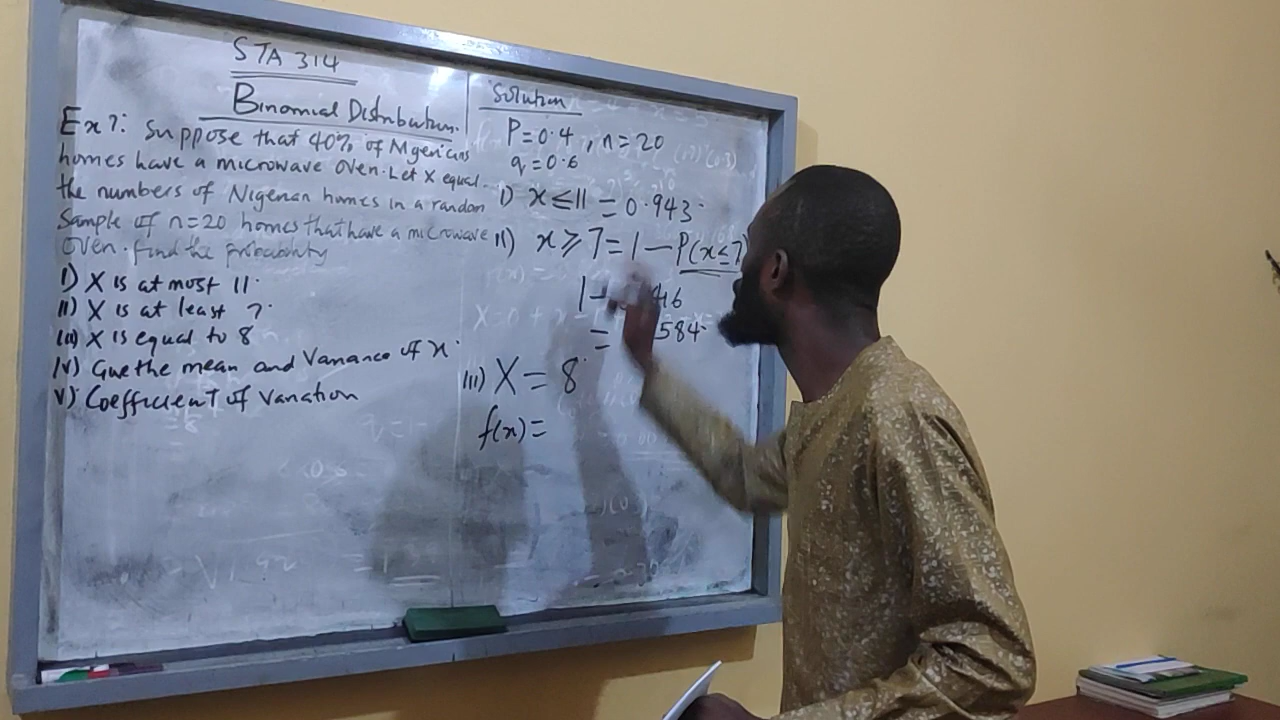 STA 314
Binomial Distribution.
Ex 7: Suppose that 40% of Nigerians
homes have a microwave oven. Let X equal
the numbers of Nigerian homes in a random
Sample of n=20 homes that have a microwave
oven. find the probability
I) X is at most 11.
II) X is at least 7.
III) X is equal to 8
IV) Give the mean and Variance of x.
V) Coefficient of Variation
Solution
P=0.4, n=20
q=0.6
I) x≤11 = 0.943
II) x≥7=1-P(x≤7)
1-
= 584
III) X=8
f(x)=